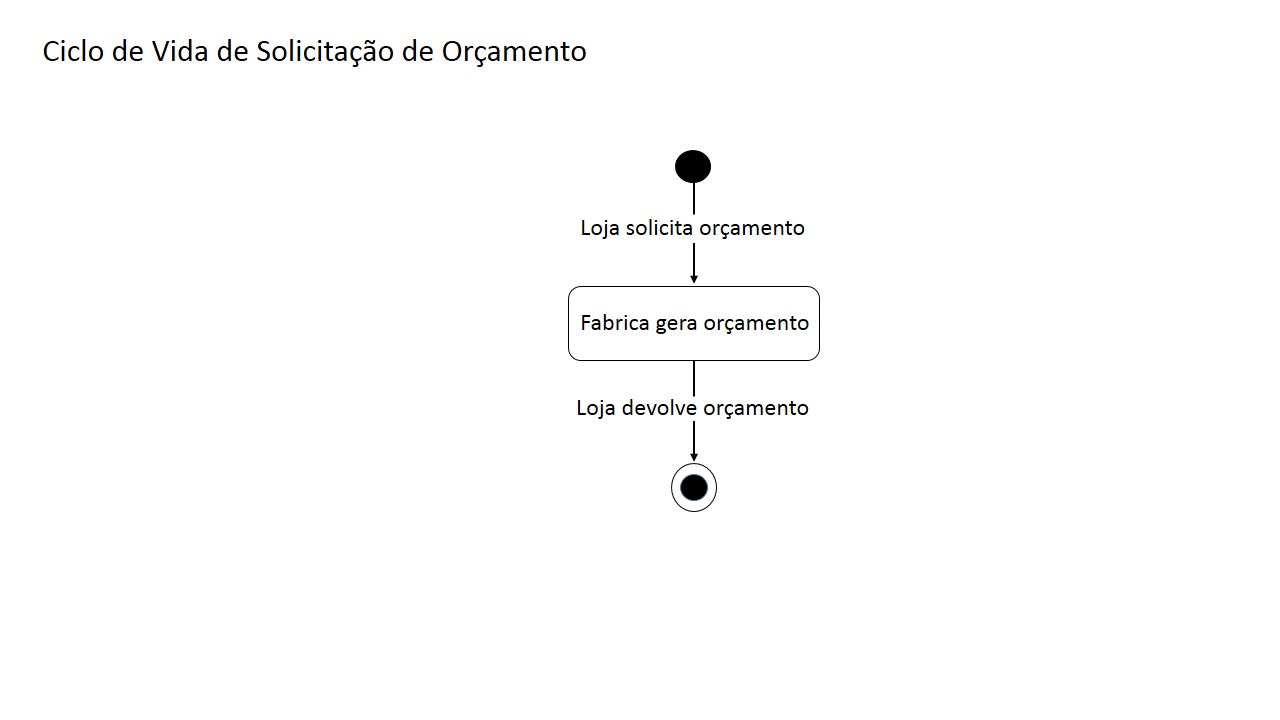 Ciclo de Vida de Solicitação de Orçamento
Loja solicita orçamento
Fabrica gera orçamento
Loja devolve orçamento